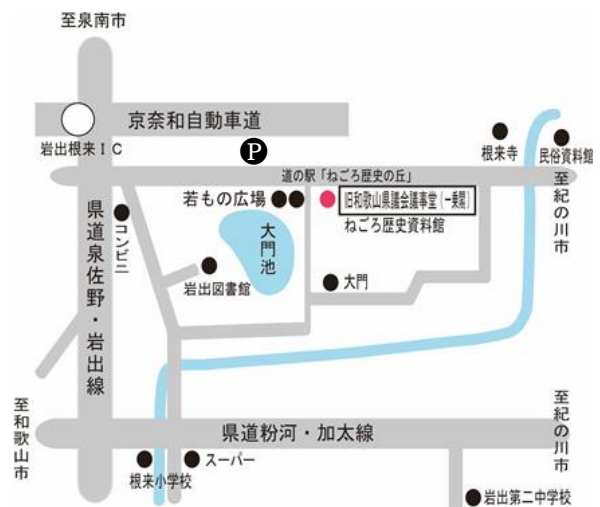 至泉南市
京奈和自動車道
岩出根来IC
P
根来寺
民俗資料館
道の駅「ねごろ歴史の丘」
若もの広場
旧和歌山県議会議事堂(一乗閣)
ねごろ歴史資料館
至紀の川市
県道泉佐野・岩出線
コンビニ
大門池
岩出図書館
大門
至和歌山市
県道粉河・加太線
至紀の川市
根来小学校
スーパー
岩出第二中学校